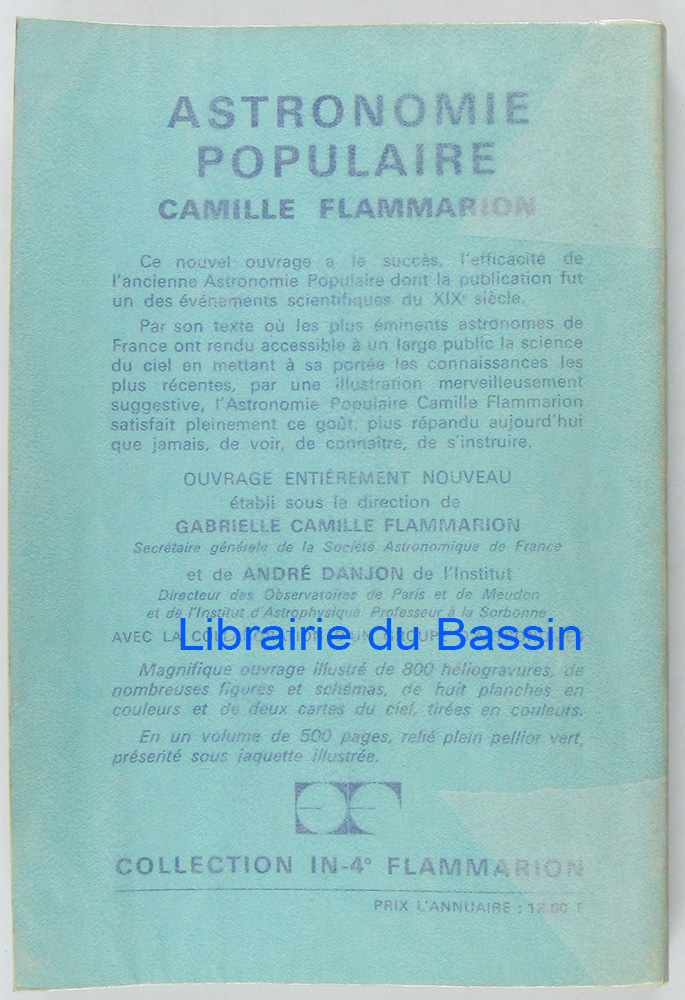 ASTRONOMIE
POPULAIRE
CAMILLE FLAMMARION
Ce nouvel ouvrage a le succès, l'efficacité de
l'ancienne Astronomie Populaire dont la publication fut
un des événements scientifiques du XIXe siècle.
Par son texte où les plus éminents astronomes de
France ont rendu accessible à un large public la science
du ciel en mettant à sa portée les connaissances les
plus récentes, par une illustration merveilleusement
suggestive, l'Astronomie Populaire Camille Flammarion
satisfait pleinement ce goût, plus répandu aujourd'hui
que jamais, de voir, de connaître, de s'instruire.
OUVRAGE ENTIÈREMENT NOUVEAU
établi sous la direction de
GABRIELLE CAMILLE FLAMMARION
Secrétaire générale de la Société Astronomique de France
et de ANDRÉ DANJON de l'Institut
Directeur des Observatoires de Paris et de Meudon
et de l'Institut d'Astrophysique Professeur à la Sorbonne
AVEC LA COLLABORATION D'UN GROUPE
Librairie du Bassin
Magnifique ouvrage illustré de 800 héliogravures, de
nombreuses figures et schémas, de huit planches en
couleurs et de deux cartes du ciel, tirées en couleurs.
En un volume de 500 pages, relié plein pellior vert,
présenté sous jaquette illustrée.
COLLECTION IN-4° FLAMMARION
PRIX L'ANNUAIRE : F